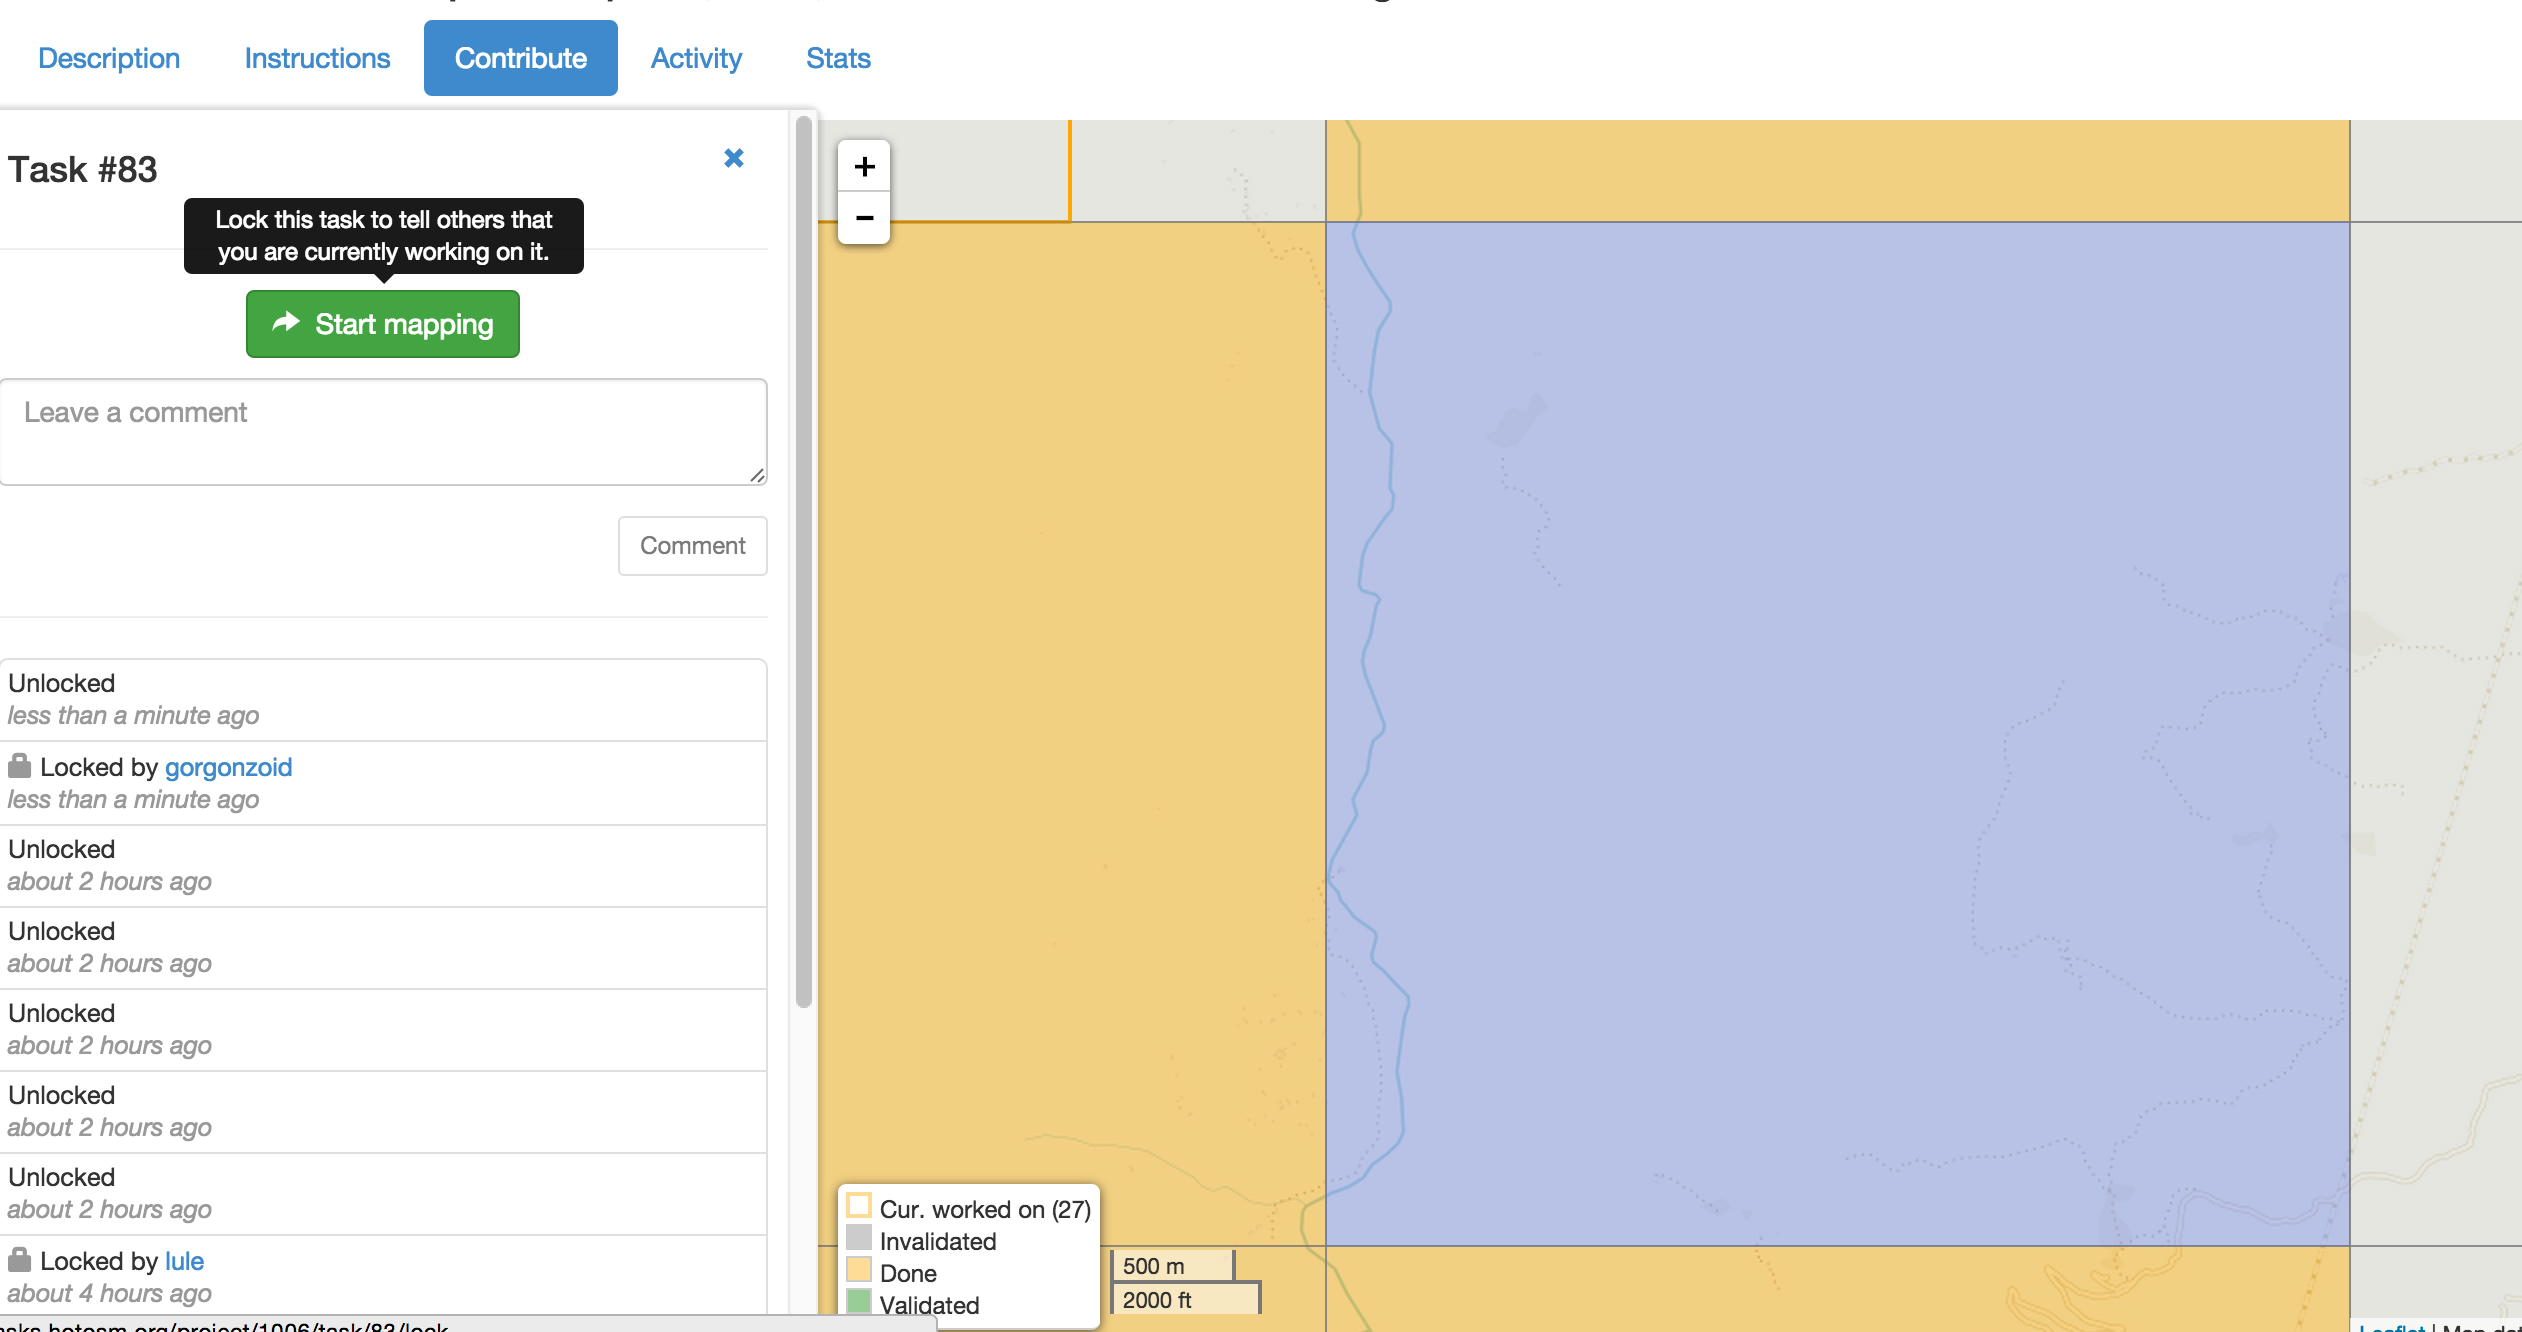 Description Instructions Contribute Activity Stats
Task #83
Lock this task to tell others that
you are currently working on it.
Start mapping
Leave a comment
Comment
Unlocked
less than a minute ago
Locked by gorgonzoid
less than a minute ago
Unlocked
about 2 hours ago
Unlocked
about 2 hours ago
Unlocked
about 2 hours ago
Unlocked
about 2 hours ago
Unlocked
about 2 hours ago
Locked by lule
about 4 hours ago
+
−
Cur. worked on (27)
Invalidated
Done
Validated
500 m
2000 ft
hotosm.org/project/1006/task/83/lock
Leaflet | Map